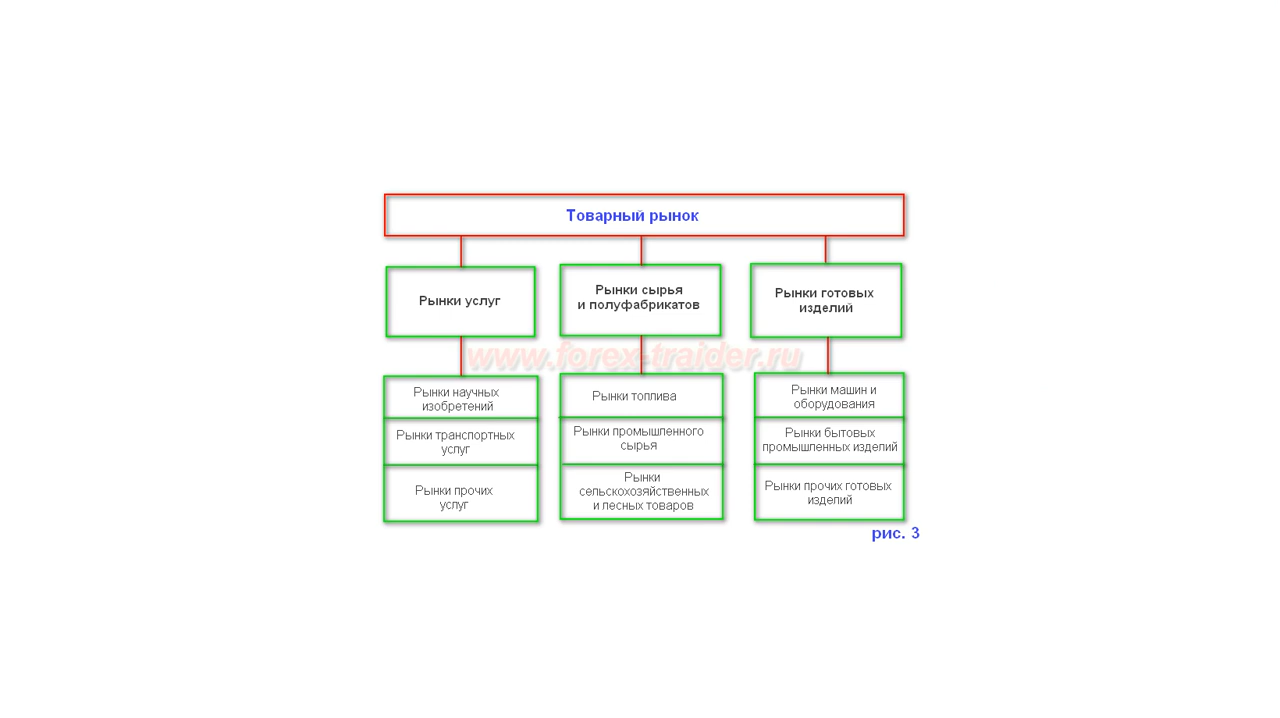 Товарный рынок
Рынки услуг
Рынки сырья
и полуфабрикатов
Рынки готовых
изделий
www.forex-traider.ru
Рынки научных
изобретений
Рынки транспортных
услуг
Рынки прочих
услуг
Рынки топлива
Рынки промышленного
сырья
Рынки
сельскохозяйственных
и лесных товаров
Рынки машин и
оборудования
Рынки бытовых
промышленных изделий
Рынки прочих готовых
изделий
рис. 3